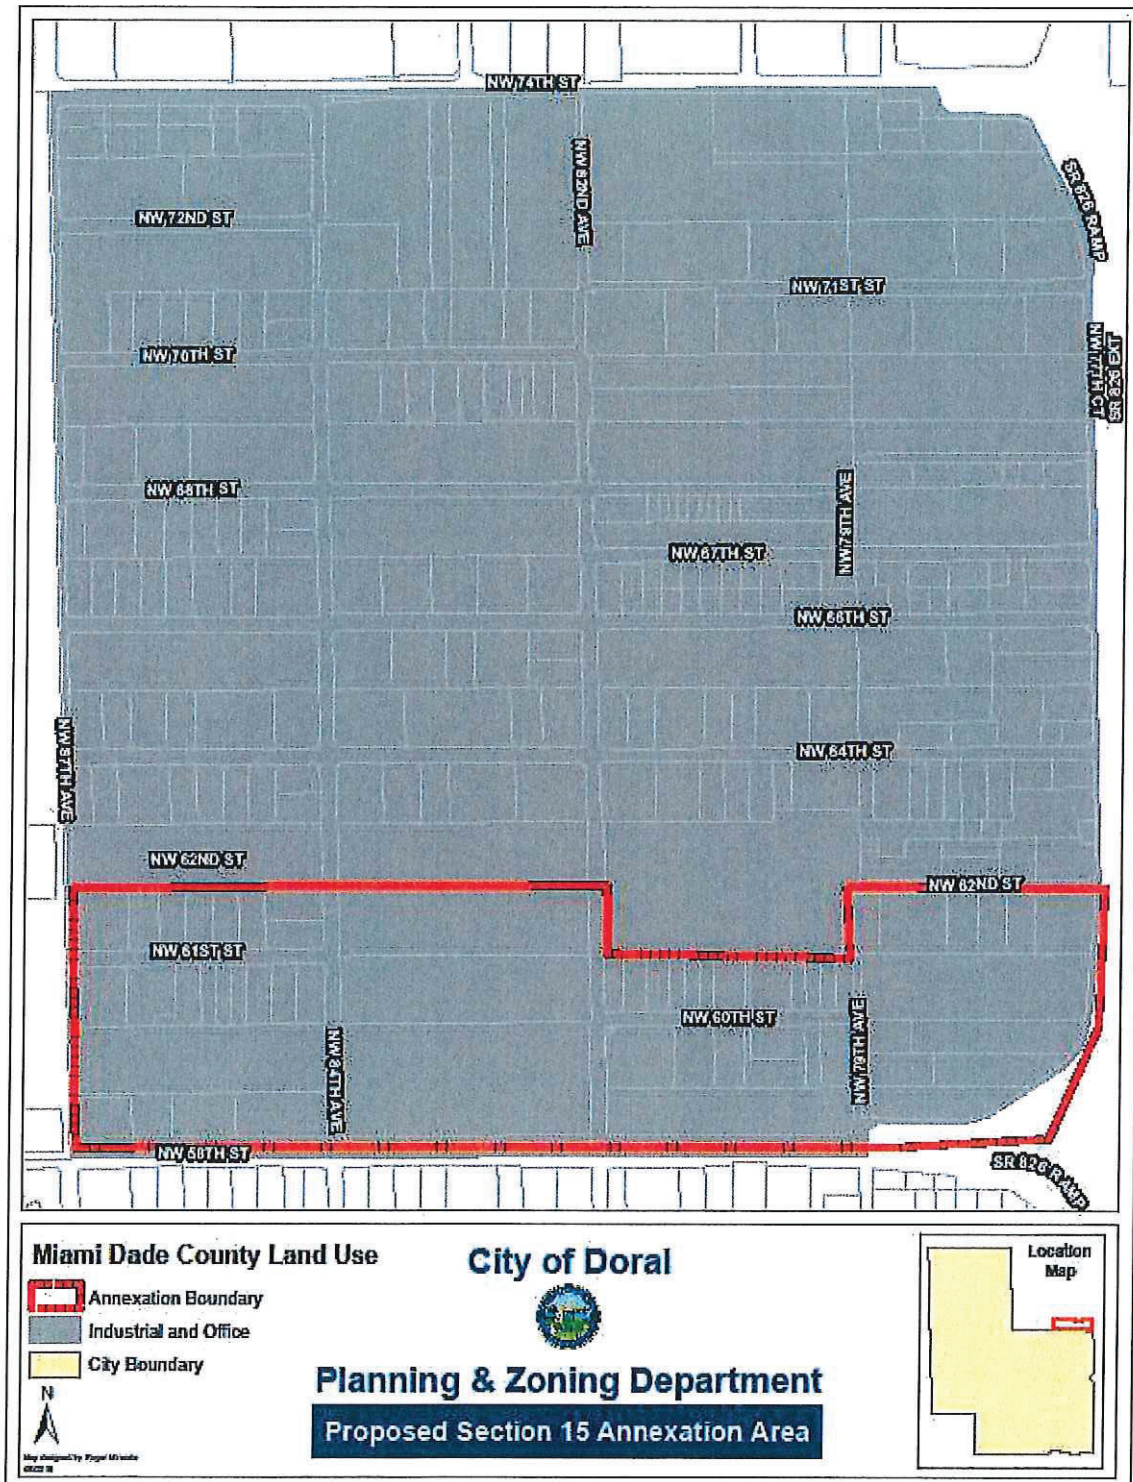 NW 74TH ST
NW 82ND AVE
SR 826 RAMP
NW 72ND ST
NW 71ST ST
NW 70TH ST
NW 77TH CT
SR 826 EXT
NW 68TH ST
NW 79TH AVE
NW 67TH ST
NW 66TH ST
NW 87TH AVE
NW 64TH ST
NW 62ND ST
NW 62ND ST
NW 61ST ST
NW 60TH ST
NW 79TH AVE
NW 84TH AVE
NW 58TH ST
SR 826 RAMP
Miami Dade County Land Use
Annexation Boundary
Industrial and Office
City Boundary
N
City of Doral
Planning & Zoning Department
Proposed Section 15 Annexation Area
Location
Map